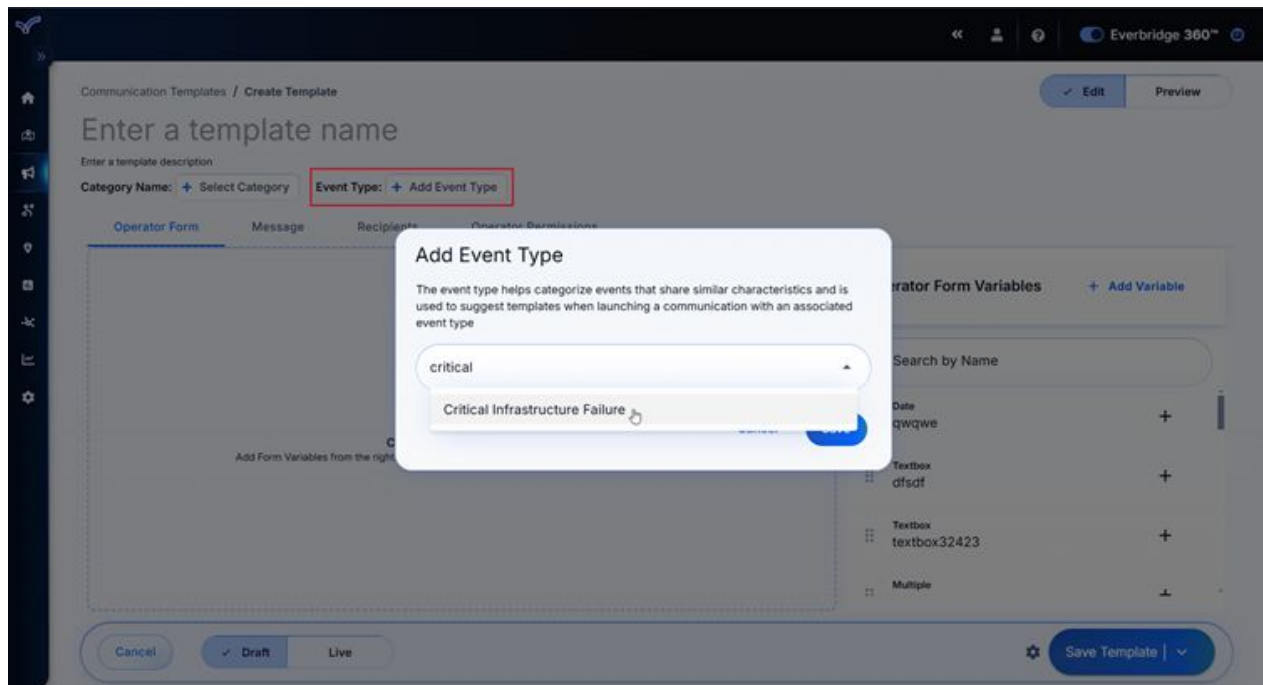 Everbridge 360™
Communication Templates / Create Template
Edit
Preview
Enter a template name
Enter a template description
Category Name: + Select Category
Event Type: + Add Event Type
Operator Form
Message
Recipients
Operator Permissions
Add Event Type
The event type helps categorize events that share similar characteristics and is
used to suggest templates when launching a communication with an associated
event type
critical
Critical Infrastructure Failure
Add Form Variables from the right
Form Variables
+ Add Variable
Search by Name
Date
qwqwe
Textbox
dfsdf
Textbox
textbox32423
Multiple
Cancel
Draft
Live
Save Template